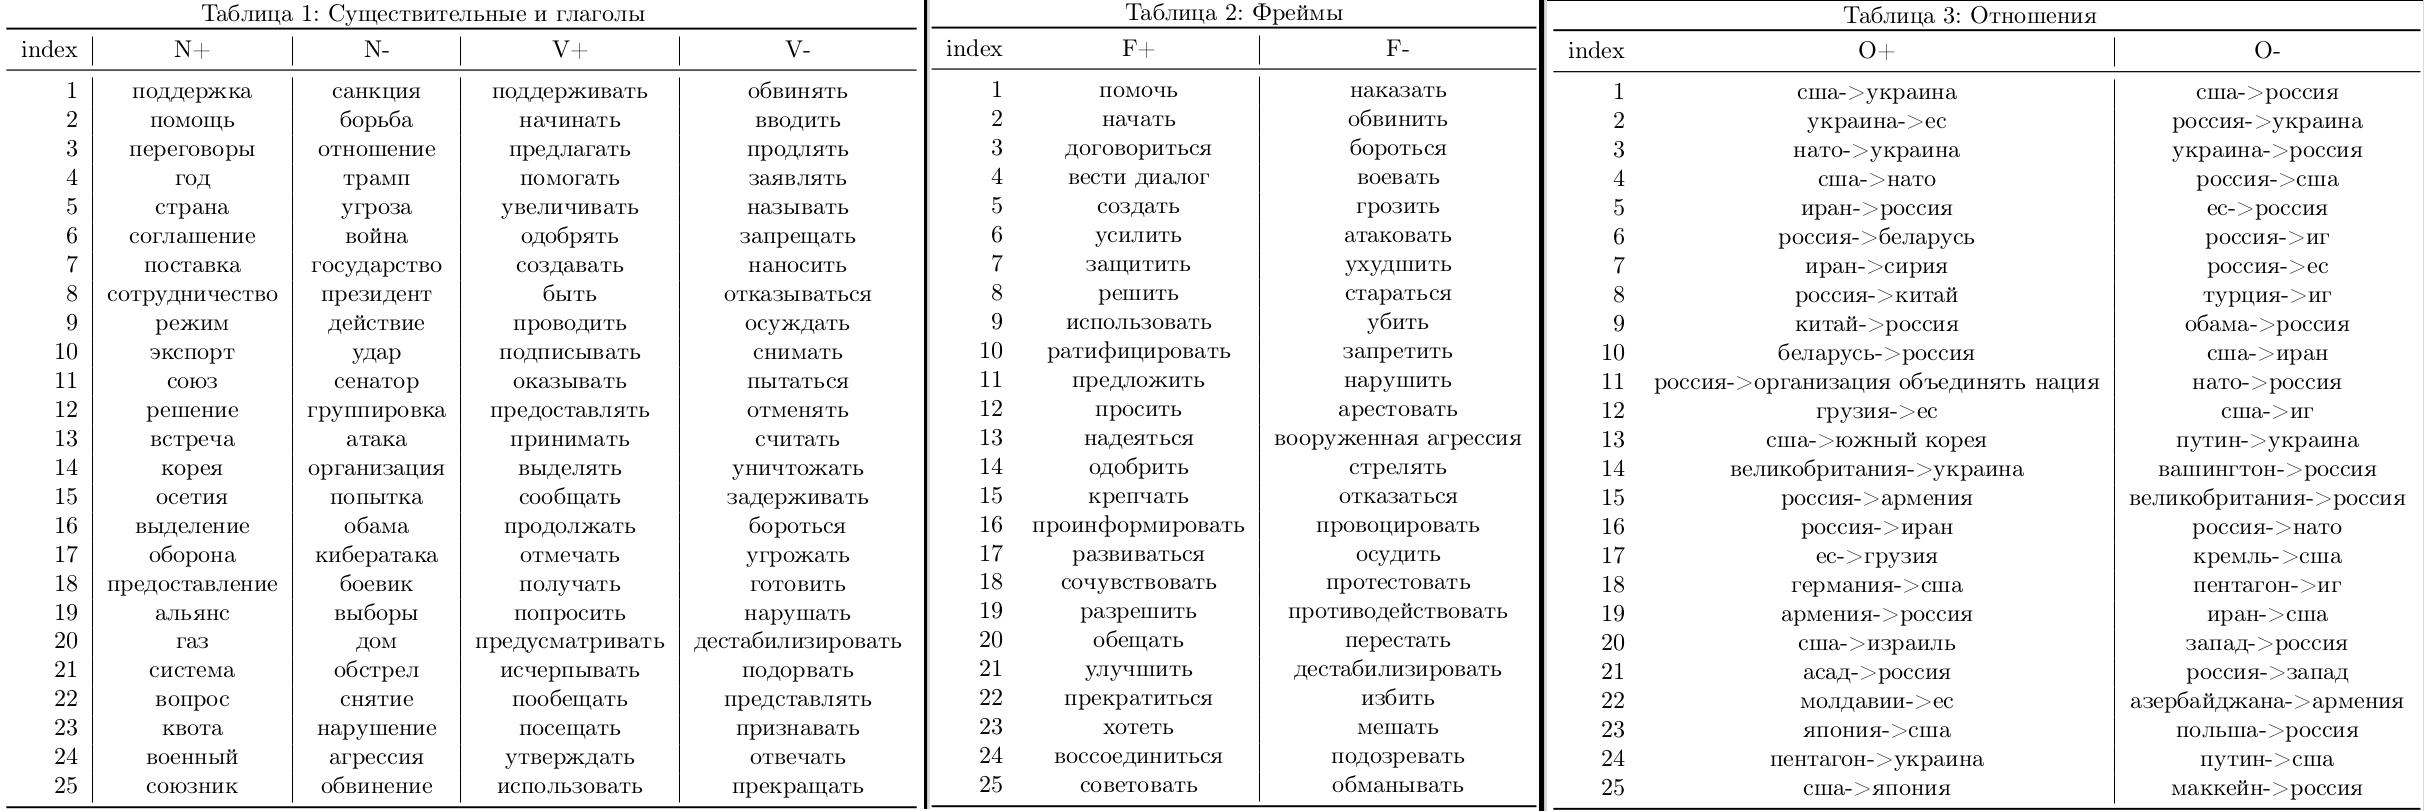 Таблица 1: Существительные и глаголы
index N+ N- V+ V-
1 поддержка санкция поддерживать обвинять
2 помощь борьба начинать вводить
3 переговоры отношение предлагать продлять
4 год трамп помогать заявлять
5 страна угроза увеличивать называть
6 соглашение война одобрять запрещать
7 поставка государство создавать наносить
8 сотрудничество президент быть отказываться
9 режим действие проводить осуждать
10 экспорт удар подписывать снимать
11 союз сенатор оказывать пытаться
12 решение группировка предоставлять отменять
13 встреча атака принимать считать
14 корея организация выделять уничтожать
15 осетия попытка сообщать задерживать
16 выделение обама продолжать бороться
17 оборона кибератака отмечать угрожать
18 предоставление боевик получать готовить
19 альянс выборы попросить нарушать
20 газ дом предусматривать дестабилизировать
21 система обстрел исчерпывать подорвать
22 вопрос снятие пообещать представлять
23 квота нарушение посещать признавать
24 военный агрессия утверждать отвечать
25 союзник обвинение использовать прекращать
Таблица 2: Фреймы
index F+ F-
1 помочь наказать
2 начать обвинить
3 договориться бороться
4 вести диалог воевать
5 создать грозить
6 усилить атаковать
7 защитить ухудшить
8 решить стараться
9 использовать убить
10 ратифицировать запретить
11 предложить нарушить
12 просить арестовать
13 надеяться вооруженная агрессия
14 одобрить стрелять
15 крепчать отказаться
16 проинформировать провоцировать
17 развиваться осудить
18 сочувствовать протестовать
19 разрешить противодействовать
20 обещать перестать
21 улучшить дестабилизировать
22 прекратиться избить
23 хотеть мешать
24 воссоединиться подозревать
25 советовать обманывать
Таблица 3: Отношения
index O+ O-
1 сша->украина сша->россия
2 украина->ес россия->украина
3 нато->украина украина->россия
4 сша->нато россия->сша
5 иран->россия ес->россия
6 россия->беларусь россия->иг
7 иран->сирия россия->ес
8 россия->китай турция->иг
9 китай->россия обама->россия
10 беларусь->россия сша->иран
11 россия->организация объединять нация нато->россия
12 грузия->ес сша->иг
13 сша->южный корея путин->украина
14 великобритания->украина вашингтон->россия
15 россия->армения великобритания->россия
16 россия->иран россия->нато
17 ес->грузия кремль->сша
18 германия->сша пентагон->иг
19 армения->россия иран->сша
20 сша->израиль запад->россия
21 асад->россия россия->запад
22 молдавии->ес азербайджана->армения
23 япония->сша польша->россия
24 пентагон->украина путин->сша
25 сша->япония маккейн->россия